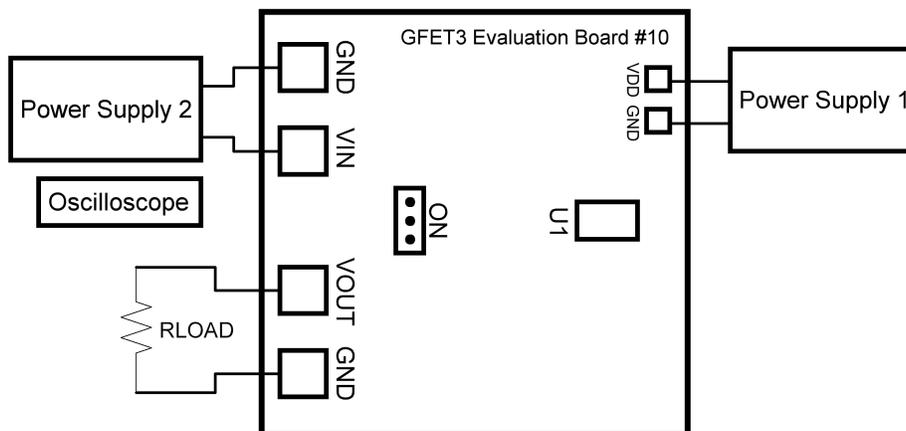 GFET3 Evaluation Board #10
GND
VDD
Power Supply 2
Power Supply 1
GND
VIN
Oscilloscope
ON
U1
VOUT
RLOAD
GND